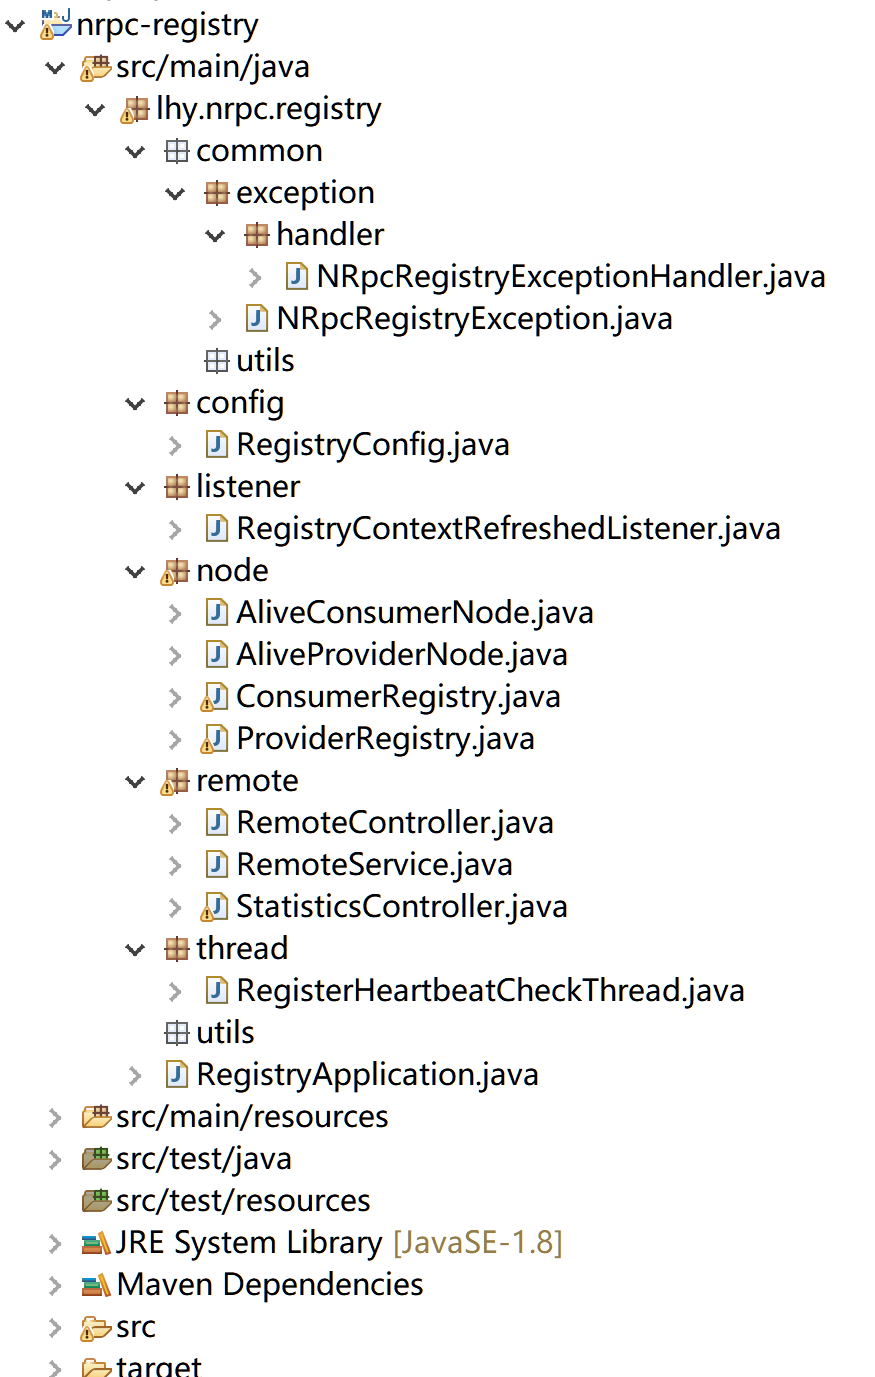 nrpc-registry
src/main/java
lhy.nrpc.registry
common
exception
handler
NRpcRegistryExceptionHandler.java
NRpcRegistryException.java
utils
config
RegistryConfig.java
listener
RegistryContextRefreshedListener.java
node
AliveConsumerNode.java
AliveProviderNode.java
ConsumerRegistry.java
ProviderRegistry.java
remote
RemoteController.java
RemoteService.java
StatisticsController.java
thread
RegisterHeartbeatCheckThread.java
utils
RegistryApplication.java
src/main/resources
src/test/java
src/test/resources
JRE System Library [JavaSE-1.8]
Maven Dependencies
src
target